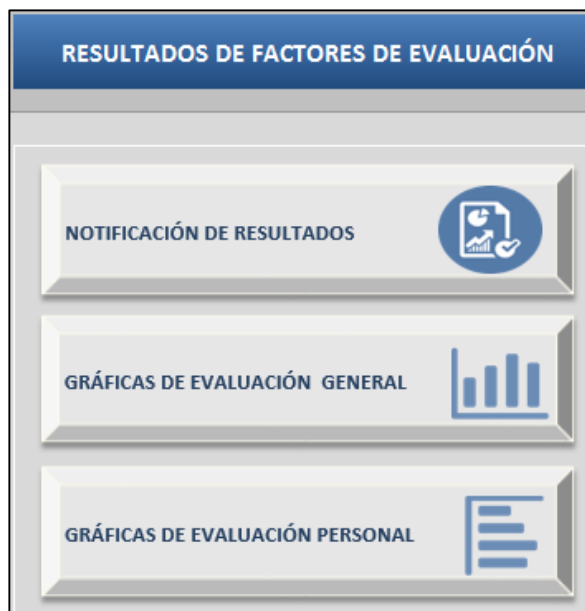 RESULTADOS DE FACTORES DE EVALUACIÓN
NOTIFICACIÓN DE RESULTADOS
GRÁFICAS DE EVALUACIÓN GENERAL
GRÁFICAS DE EVALUACIÓN PERSONAL